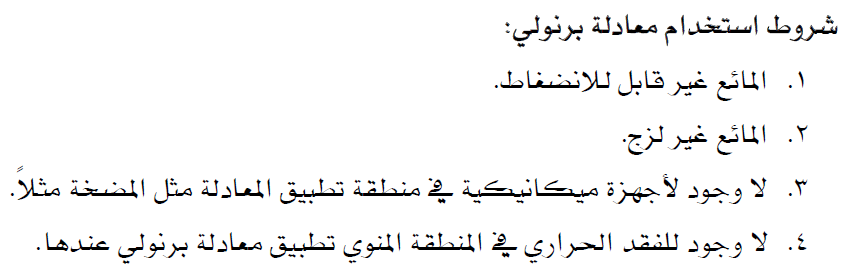 شروط استخدام معادلة برنولي:
١. المائع غير قابل للانضغاط.
٢. المائع غير لزج.
٣. لا وجود لأجهزة ميكانيكية في منطقة تطبيق المعادلة مثل المضخة مثلاً.
٤. لا وجود للفقد الحراري في المنطقة المنوي تطبيق معادلة برنولي عندها.